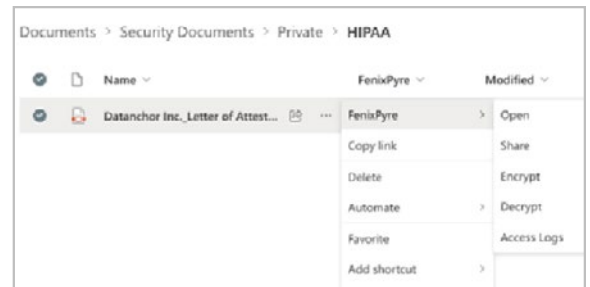 Documents > Security Documents > Private > HIPAA
Name FenixPyre Modified
Datanchor Inc._Letter of Attest... ... FenixPyre > Open
Copy link Share
Delete Encrypt
Automate > Decrypt
Favorite Access Logs
Add shortcut >